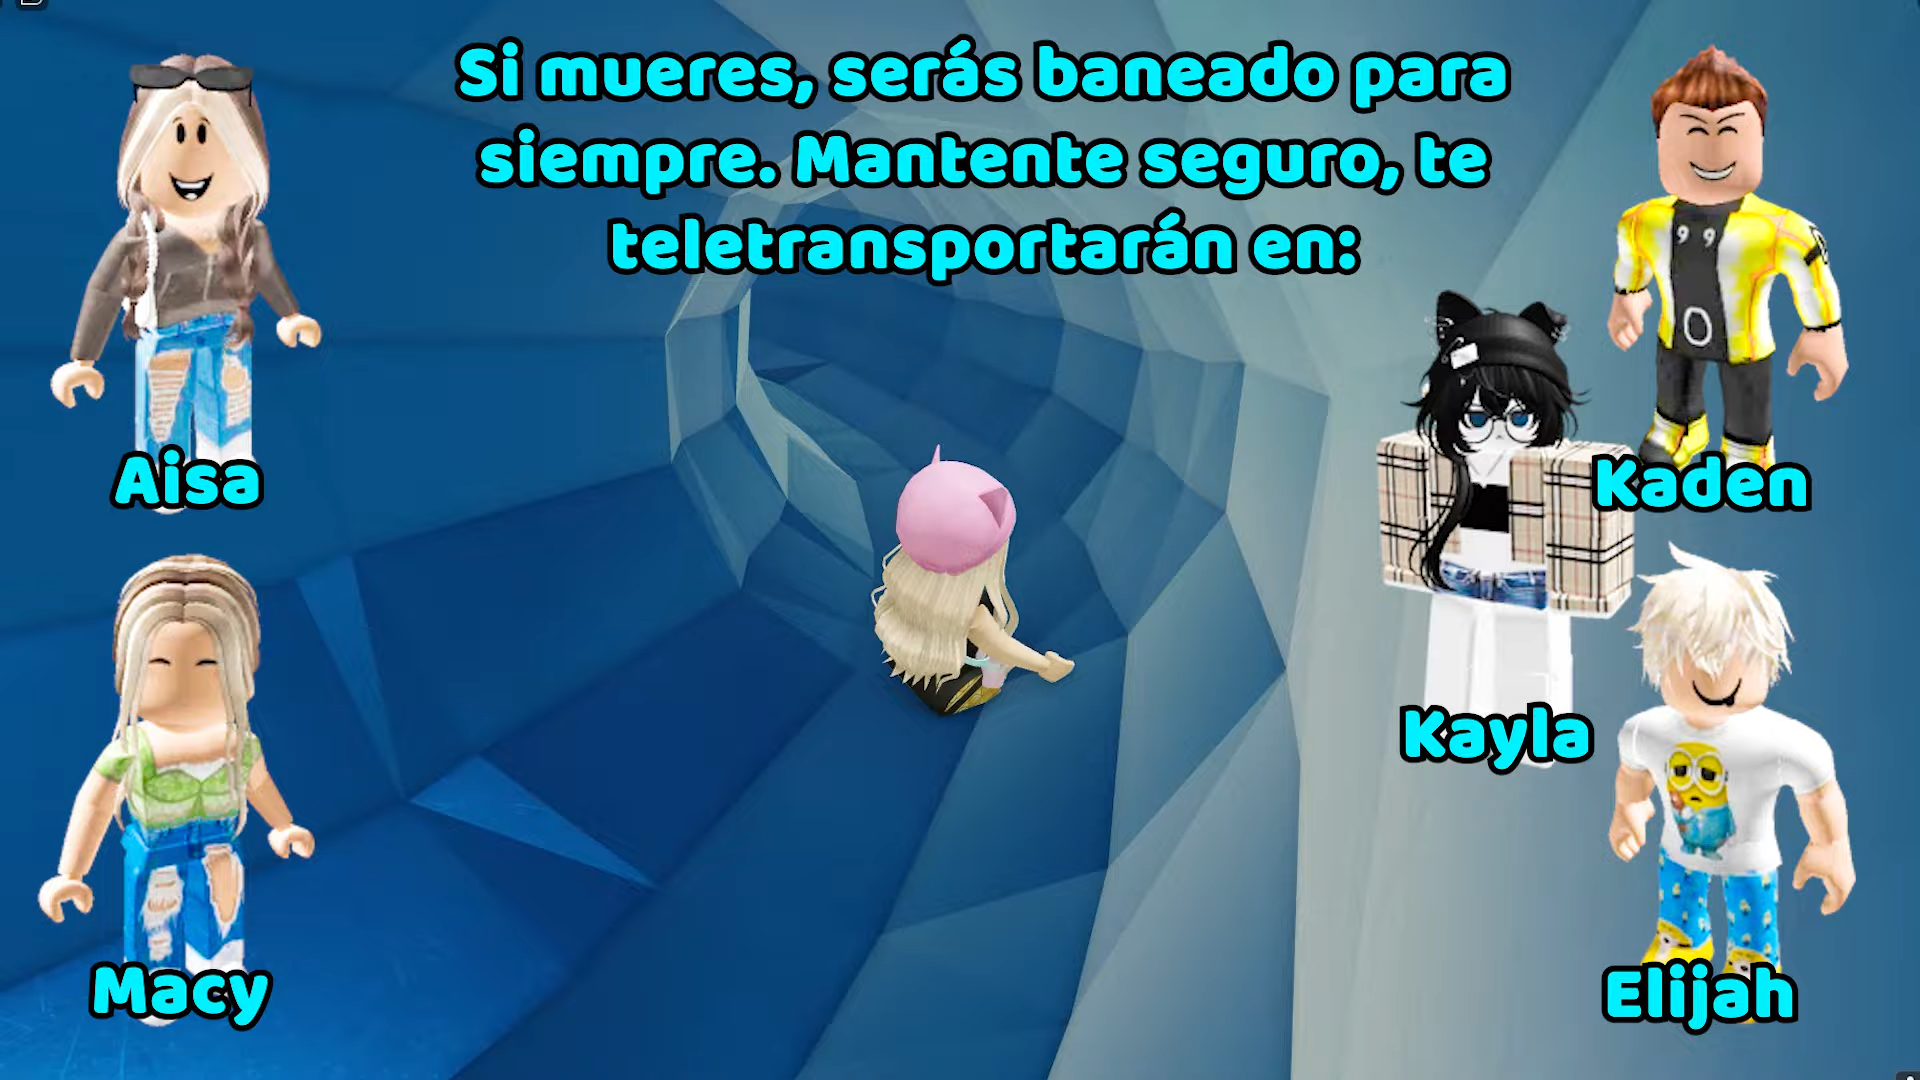 Si mueres, serás baneado para
siempre. Mantente seguro, te
teletransportarán en:
Aisa
Kaden
Kayla
Macy
Elijah